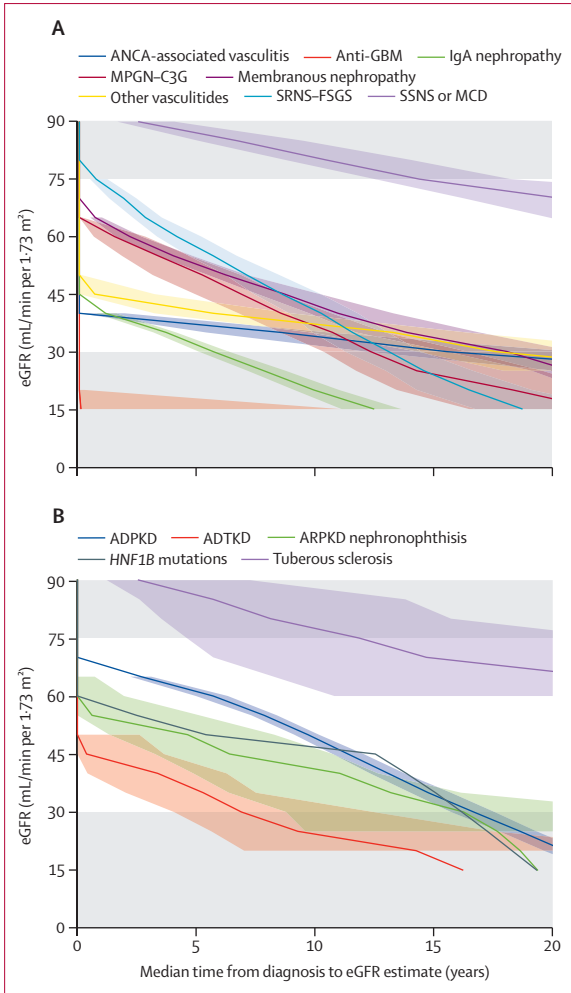 A
ANCA-associated vasculitis Anti-GBM IgA nephropathy
MPGN–C3G Membranous nephropathy
Other vasculitides SRNS–FSGS SSNS or MCD
90
75
60
45
30
15
0
eGFR (mL/min per 1·73 m²)
B
ADPKD ADTKD ARPKD nephronophthisis
HNF1B mutations Tuberous sclerosis
90
75
60
45
30
15
0
eGFR (mL/min per 1·73 m²)
0 5 10 15 20
Median time from diagnosis to eGFR estimate (years)